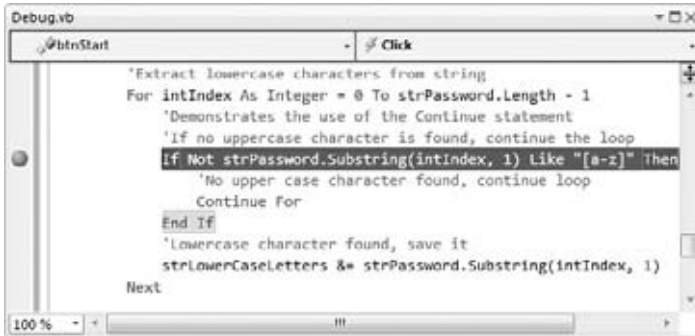 Debug.vb
btnStart Click
'Extract lowercase characters from string
For intIndex As Integer = 0 To strPassword.Length - 1
'Demonstrates the use of the Continue statement
'If no uppercase character is found, continue the loop
If Not strPassword.Substring(intIndex, 1) Like "[a-z]" Then
'No upper case character found, continue loop
Continue For
End If
'Lowercase character found, save it
strLowerCaseLetters &= strPassword.Substring(intIndex, 1)
Next
100 %